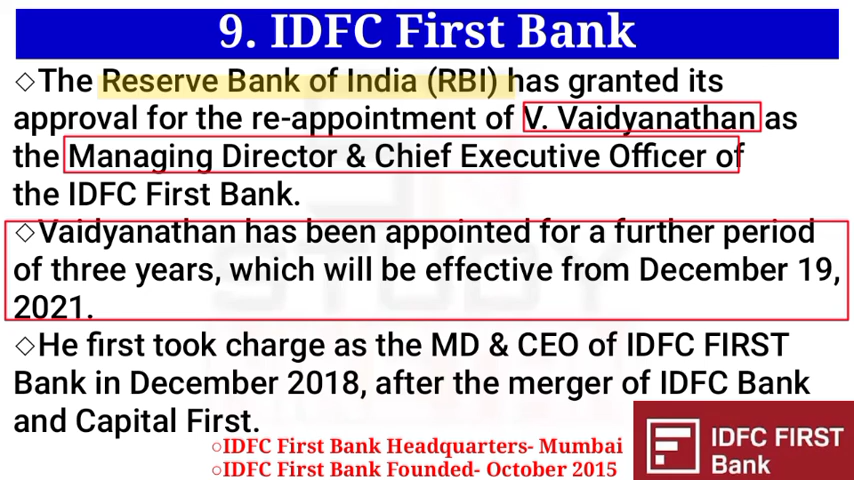 9. IDFC First Bank
◇The Reserve Bank of India (RBI) has granted its
approval for the re-appointment of V. Vaidyanathan as
the Managing Director & Chief Executive Officer of
the IDFC First Bank.
◇Vaidyanathan has been appointed for a further period
of three years, which will be effective from December 19,
2021.
◇He first took charge as the MD & CEO of IDFC FIRST
Bank in December 2018, after the merger of IDFC Bank
and Capital First.
○IDFC First Bank Headquarters- Mumbai
○IDFC First Bank Founded- October 2015
IDFC FIRST
Bank
STUDY